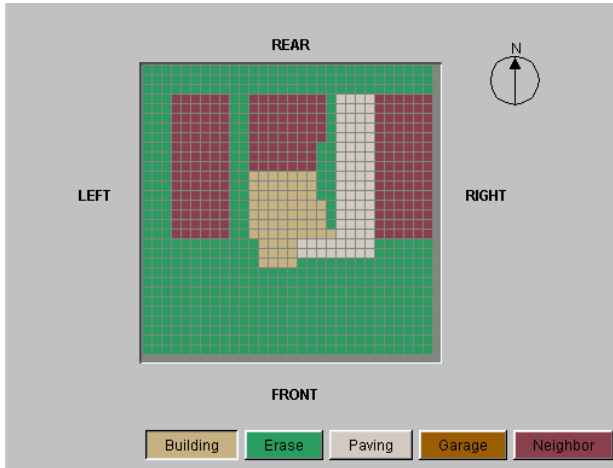 REAR
N
LEFT
RIGHT
FRONT
Building
Erase
Paving
Garage
Neighbor